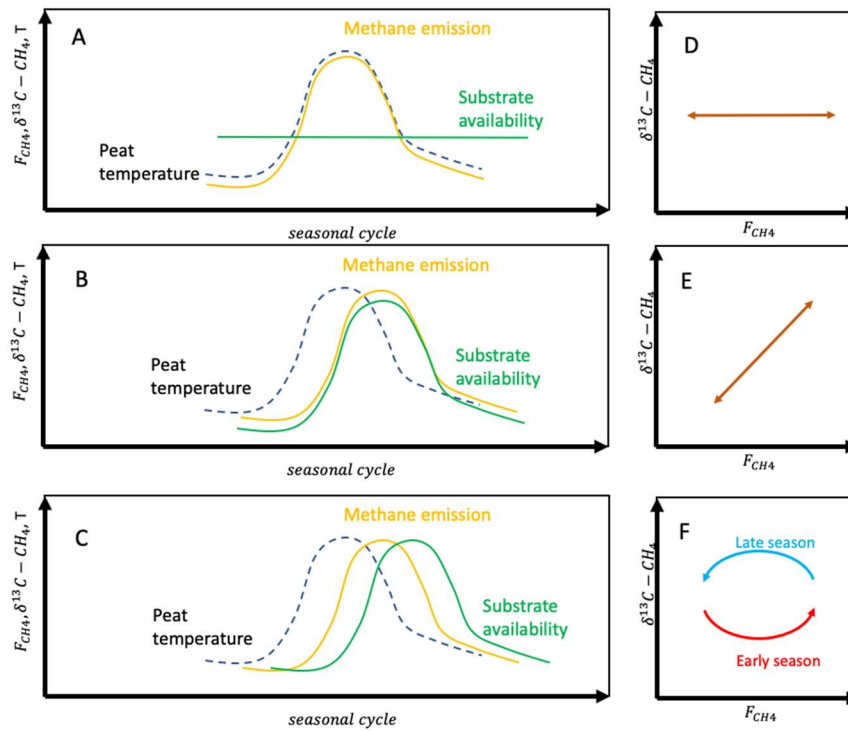 F_CH4, δ¹³C − CH₄, T
A
Methane emission
Substrate
availability
Peat
temperature
seasonal cycle
D
δ¹³C − CH₄
F_CH4
F_CH4, δ¹³C − CH₄, T
B
Methane emission
Peat
temperature
Substrate
availability
seasonal cycle
E
δ¹³C − CH₄
F_CH4
F_CH4, δ¹³C − CH₄, T
C
Methane emission
Peat
temperature
Substrate
availability
seasonal cycle
F
δ¹³C − CH₄
Late season
Early season
F_CH4